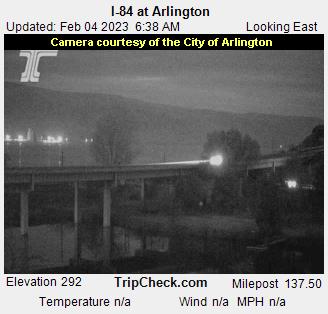 I-84 at Arlington
Updated: Feb 04 2023 6:38 AM Looking East
Camera courtesy of the City of Arlington
Elevation 292 TripCheck.com Milepost 137.50
Temperature n/a Wind n/a MPH n/a